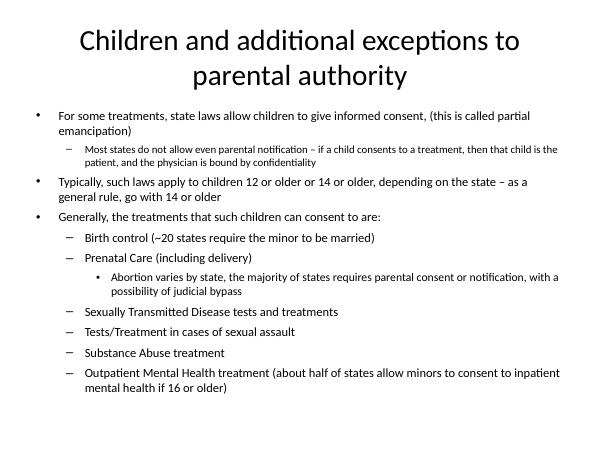 Children and additional exceptions to
parental authority
• For some treatments, state laws allow children to give informed consent, (this is called partial
emancipation)
– Most states do not allow even parental notification – if a child consents to a treatment, then that child is the
patient, and the physician is bound by confidentiality
• Typically, such laws apply to children 12 or older or 14 or older, depending on the state – as a
general rule, go with 14 or older
• Generally, the treatments that such children can consent to are:
– Birth control (~20 states require the minor to be married)
– Prenatal Care (including delivery)
• Abortion varies by state, the majority of states requires parental consent or notification, with a
possibility of judicial bypass
– Sexually Transmitted Disease tests and treatments
– Tests/Treatment in cases of sexual assault
– Substance Abuse treatment
– Outpatient Mental Health treatment (about half of states allow minors to consent to inpatient
mental health if 16 or older)